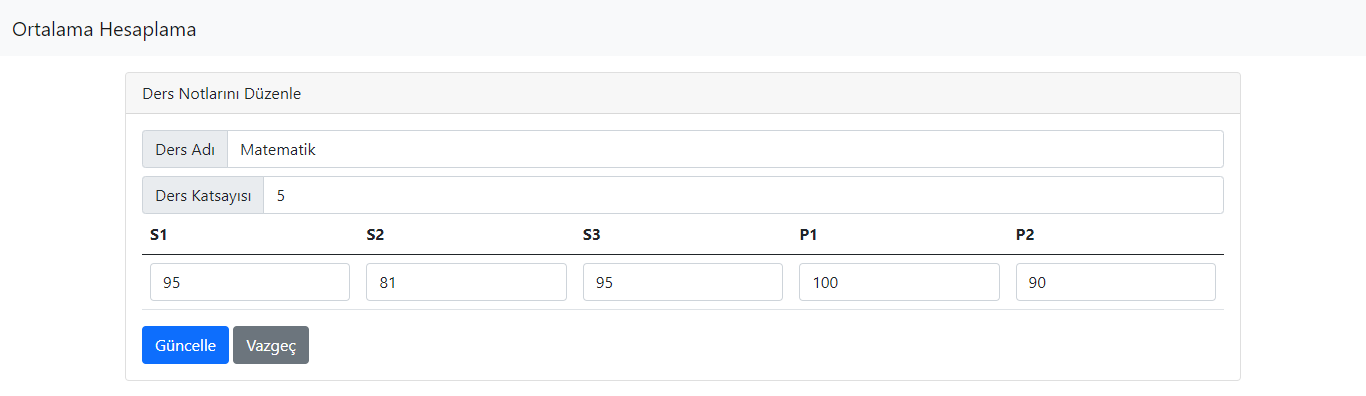 Ortalama Hesaplama
Ders Notlarını Düzenle
Ders Adı Matematik
Ders Katsayısı 5
S1 S2 S3 P1 P2
95 81 95 100 90
Güncelle Vazgeç